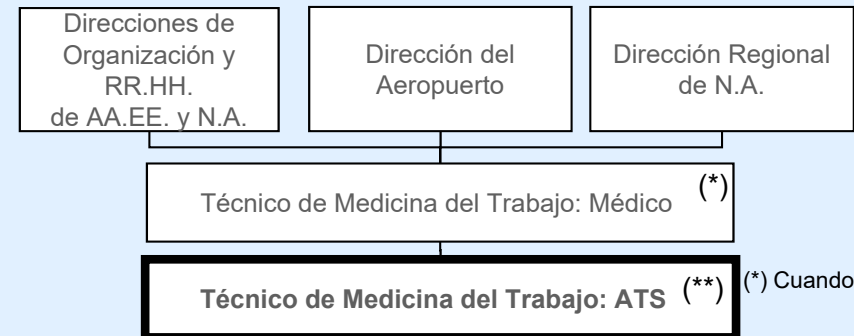 Direcciones de
Organización y
RR.HH.
de AA.EE. y N.A.
Dirección del
Aeropuerto
Dirección Regional
de N.A.
Técnico de Medicina del Trabajo: Médico (*)
Técnico de Medicina del Trabajo: ATS (**)
(*) Cuando